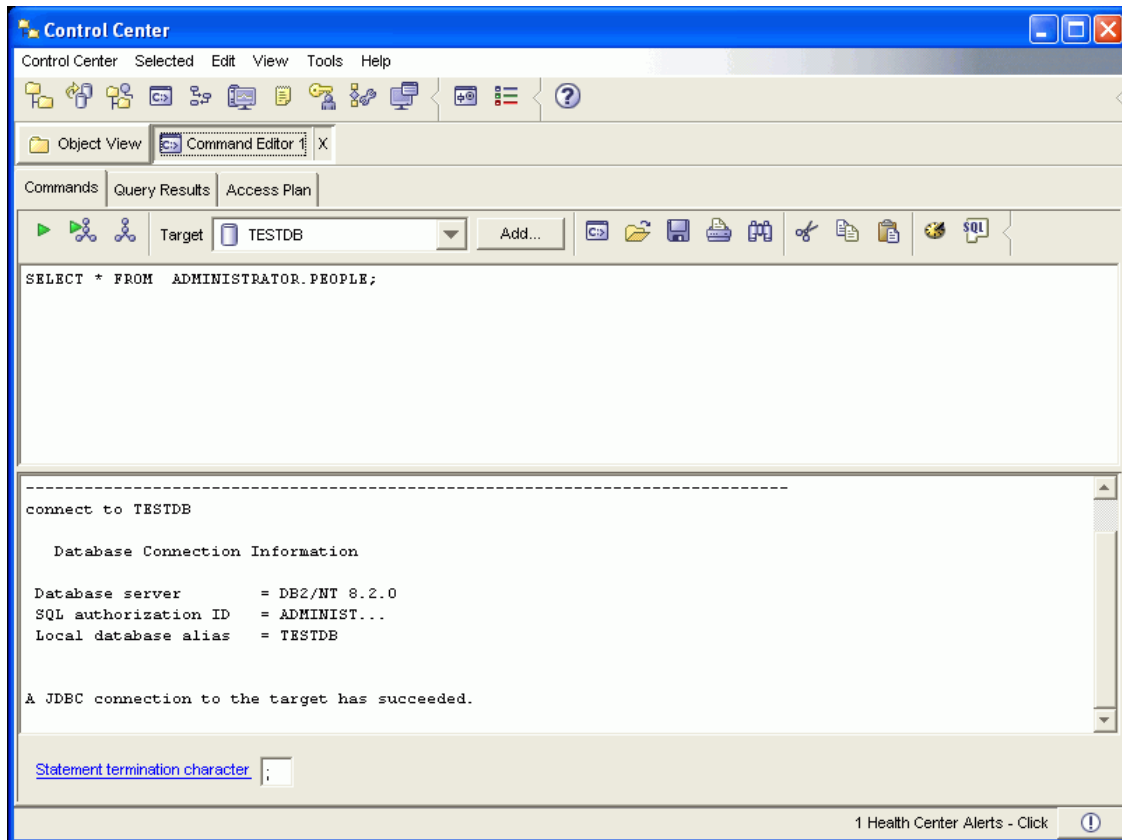 Control Center
Control Center Selected Edit View Tools Help
Object View Command Editor 1 X
Commands Query Results Access Plan
Target TESTDB Add... SQL
SELECT * FROM  ADMINISTRATOR.PEOPLE;
------------------------------------------------------------------------------
connect to TESTDB
Database Connection Information
Database server = DB2/NT 8.2.0
SQL authorization ID = ADMINIST...
Local database alias = TESTDB
A JDBC connection to the target has succeeded.
Statement termination character ;
1 Health Center Alerts - Click